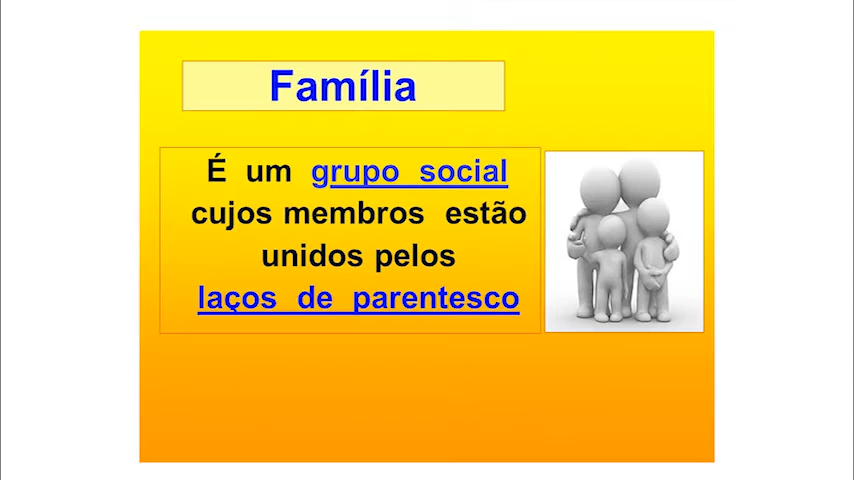 Família
É um grupo social
cujos membros estão
unidos pelos
laços de parentesco